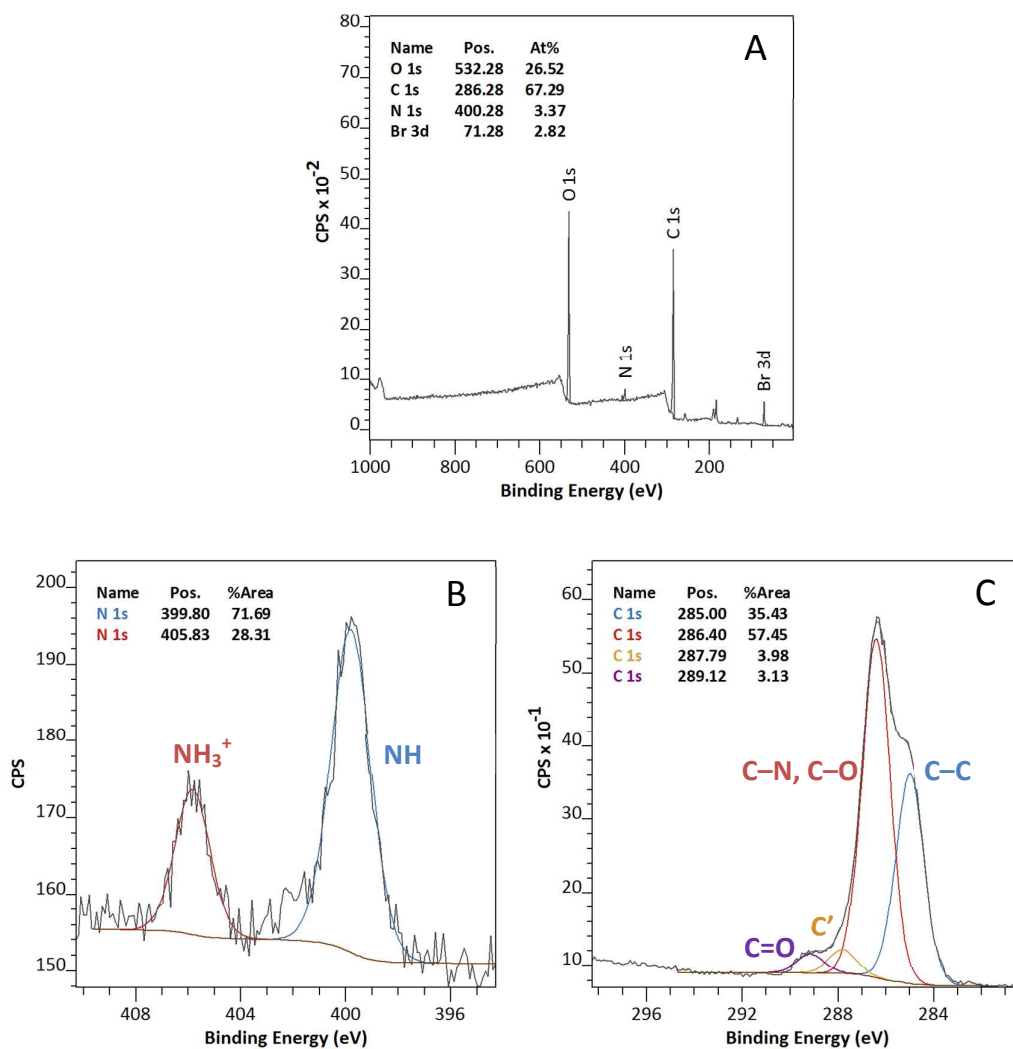 A
Name Pos. At%
O 1s 532.28 26.52
C 1s 286.28 67.29
N 1s 400.28 3.37
Br 3d 71.28 2.82
80
70
60
50
40
30
20
10
0
CPS x 10-2
O 1s
C 1s
N 1s
Br 3d
1000 800 600 400 200
Binding Energy (eV)
B
Name Pos. %Area
N 1s 399.80 71.69
N 1s 405.83 28.31
200
190
180
170
160
150
CPS
NH3+
NH
408 404 400 396
Binding Energy (eV)
C
Name Pos. %Area
C 1s 285.00 35.43
C 1s 286.40 57.45
C 1s 287.79 3.98
C 1s 289.12 3.13
60
50
40
30
20
10
CPS x 10-1
C–N, C–O
C–C
C’
C=O
296 292 288 284
Binding Energy (eV)